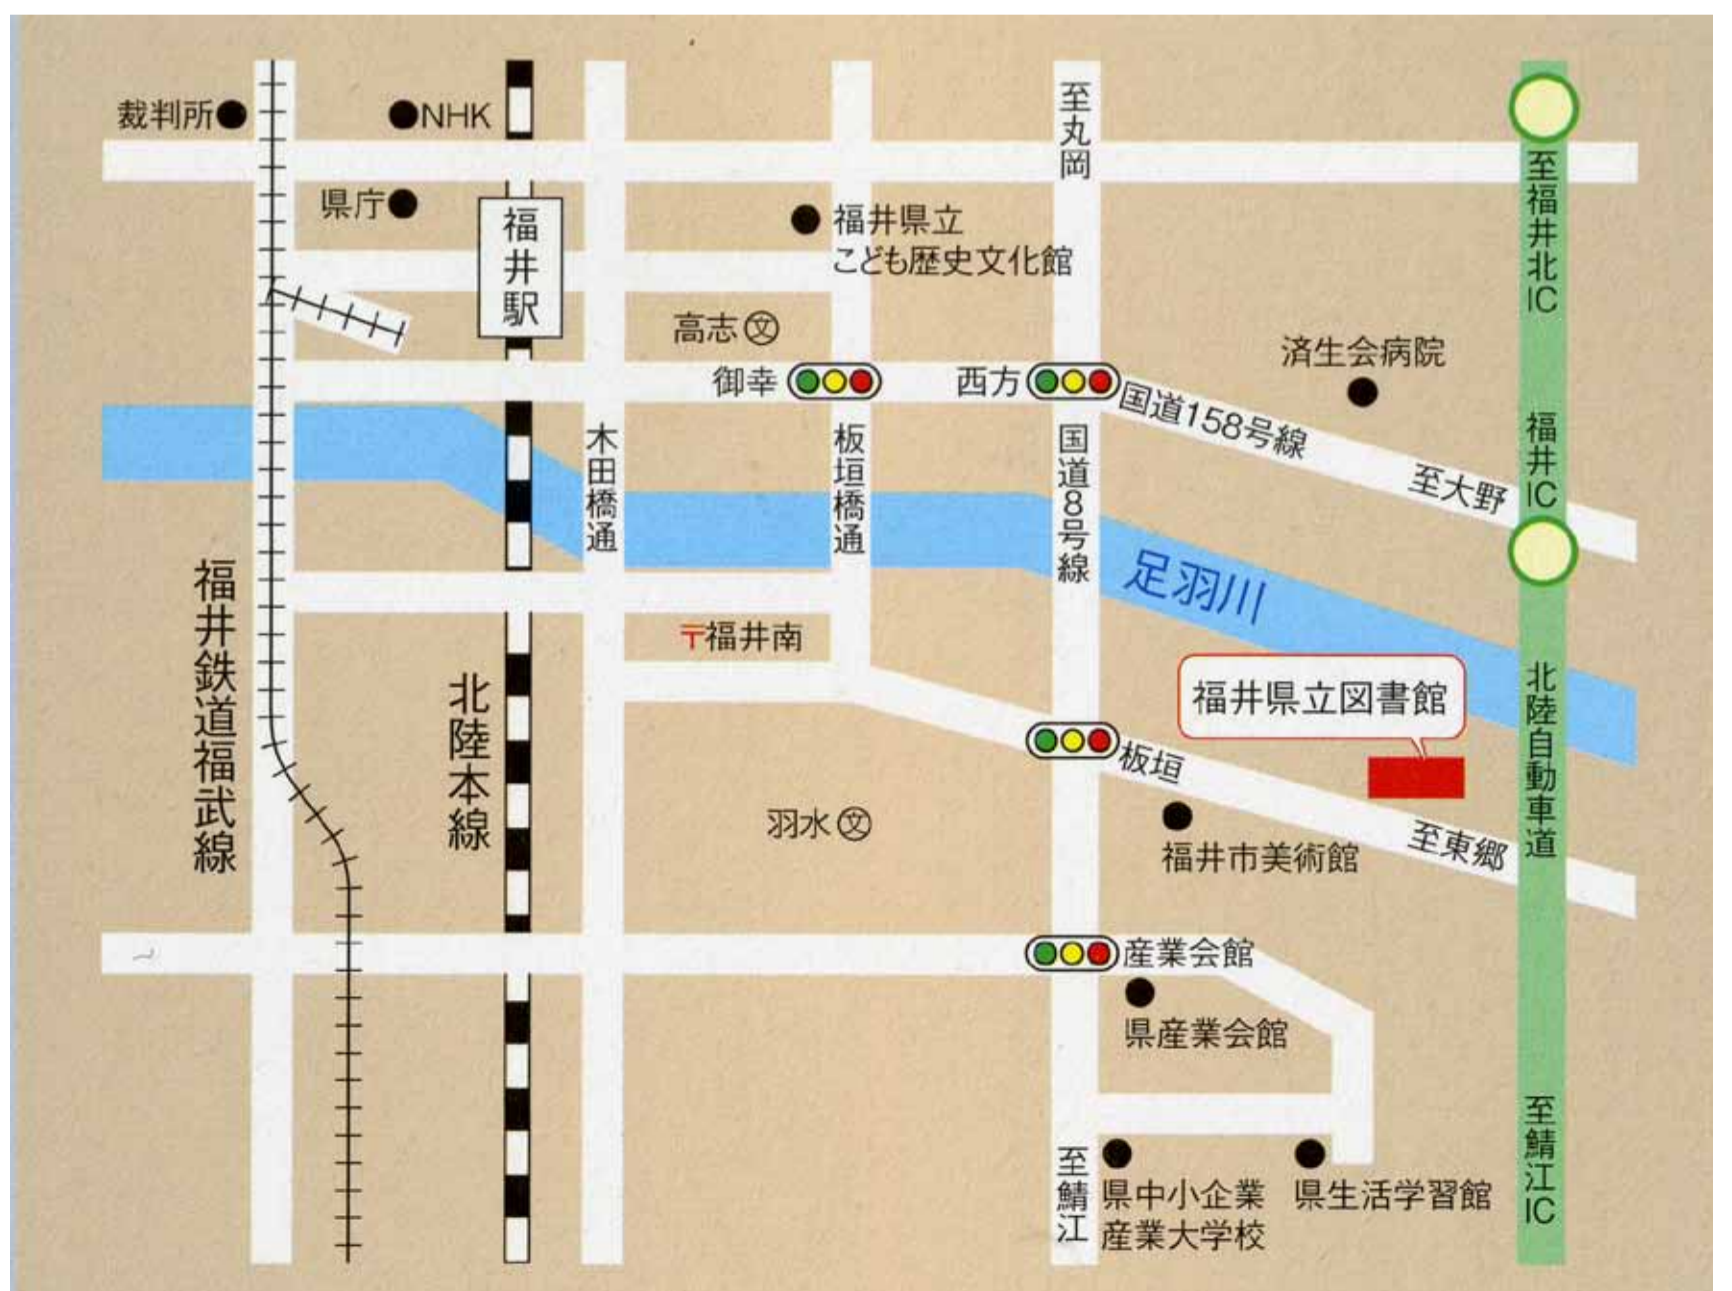 裁判所
NHK
県庁
福井駅
福井県立
こども歴史文化館
至丸岡
至福井北IC
高志文
御幸
西方
国道158号線
至大野
済生会病院
福井IC
木田橋通
板垣橋通
国道8号線
足羽川
福井鉄道福武線
北陸本線
〒福井南
福井県立図書館
北陸自動車道
板垣
至東郷
羽水文
福井市美術館
産業会館
県産業会館
至鯖江
県中小企業
産業大学校
県生活学習館
至鯖江IC